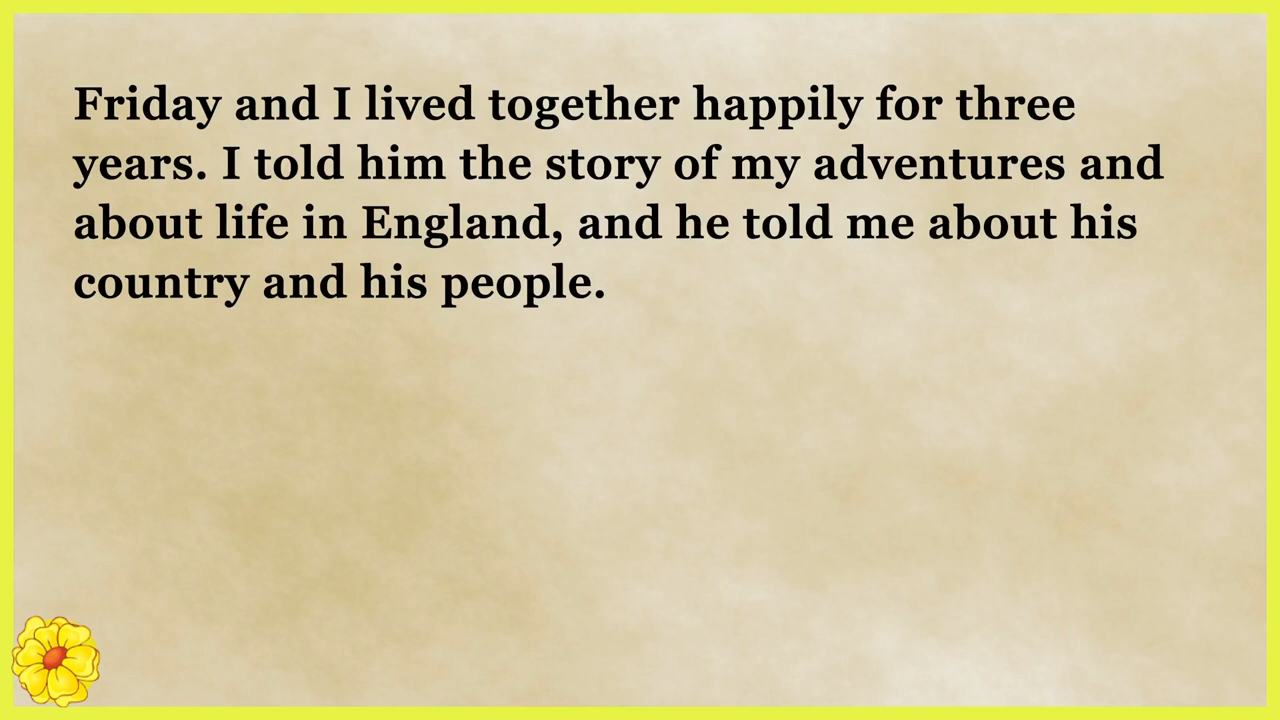 Friday and I lived together happily for three
years. I told him the story of my adventures and
about life in England, and he told me about his
country and his people.